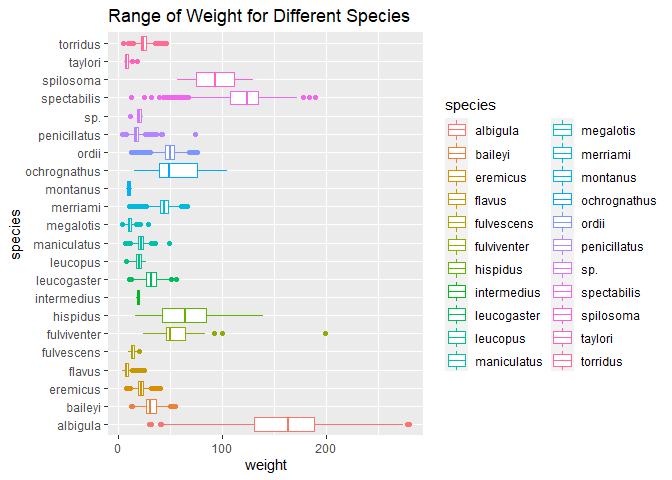 Range of Weight for Different Species
species
torridus
taylori
spilosoma
spectabilis
sp.
penicillatus
ordii
ochrognathus
montanus
merriami
megalotis
maniculatus
leucopus
leucogaster
intermedius
hispidus
fulviventer
fulvescens
flavus
eremicus
baileyi
albigula
0 100 200
weight
species
albigula
baileyi
eremicus
flavus
fulvescens
fulviventer
hispidus
intermedius
leucogaster
leucopus
maniculatus
megalotis
merriami
montanus
ochrognathus
ordii
penicillatus
sp.
spectabilis
spilosoma
taylori
torridus